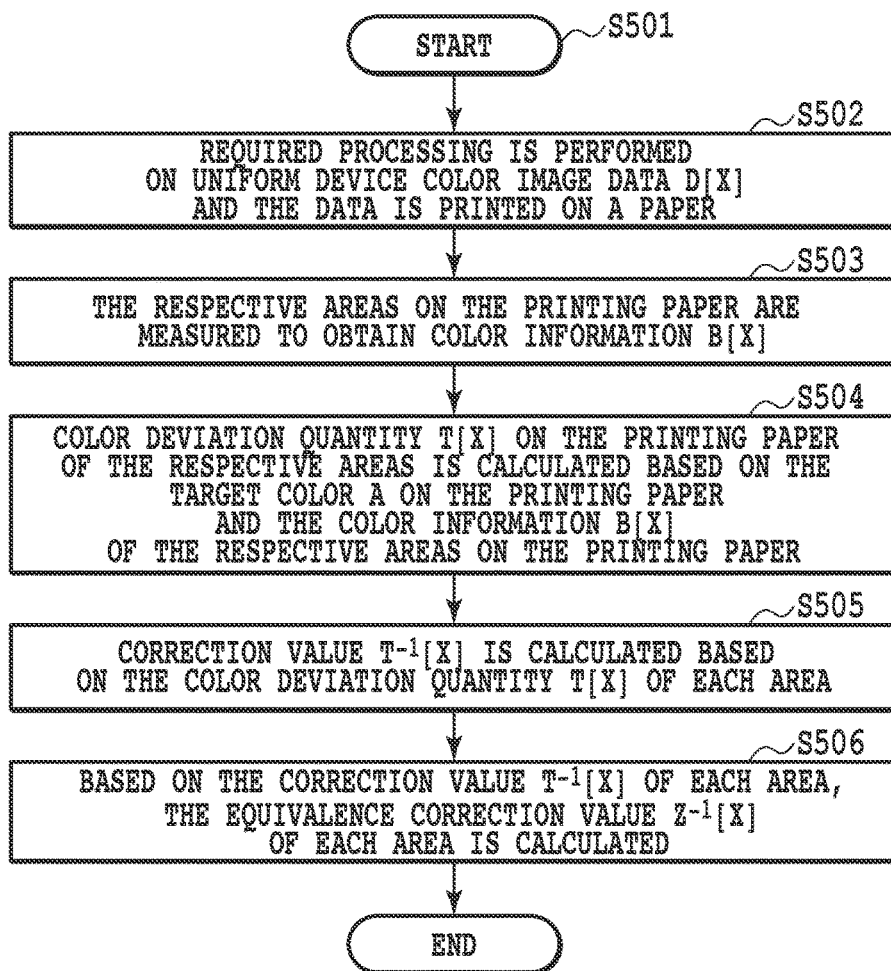 START
S501
S502
REQUIRED PROCESSING IS PERFORMED
ON UNIFORM DEVICE COLOR IMAGE DATA D[X]
AND THE DATA IS PRINTED ON A PAPER
S503
THE RESPECTIVE AREAS ON THE PRINTING PAPER ARE
MEASURED TO OBTAIN COLOR INFORMATION B[X]
S504
COLOR DEVIATION QUANTITY T[X] ON THE PRINTING PAPER
OF THE RESPECTIVE AREAS IS CALCULATED BASED ON THE
TARGET COLOR A ON THE PRINTING PAPER
AND THE COLOR INFORMATION B[X]
OF THE RESPECTIVE AREAS ON THE PRINTING PAPER
S505
CORRECTION VALUE T⁻¹[X] IS CALCULATED BASED
ON THE COLOR DEVIATION QUANTITY T[X] OF EACH AREA
S506
BASED ON THE CORRECTION VALUE T⁻¹[X] OF EACH AREA,
THE EQUIVALENCE CORRECTION VALUE Z⁻¹[X]
OF EACH AREA IS CALCULATED
END